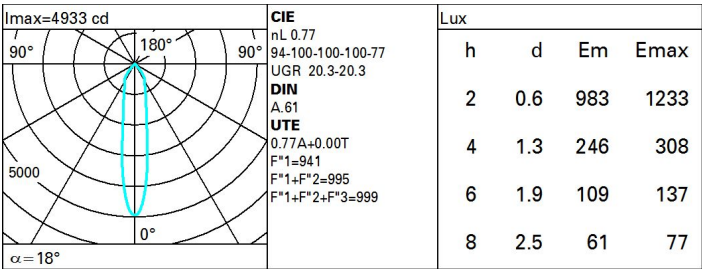 Imax=4933 cd
90°
180°
90°
5000
0°
α=18°
CIE
nL 0.77
94-100-100-100-77
UGR 20.3-20.3
DIN
A.61
UTE
0.77A+0.00T
F"1=941
F"1+F"2=995
F"1+F"2+F"3=999
Lux
h d Em Emax
2 0.6 983 1233
4 1.3 246 308
6 1.9 109 137
8 2.5 61 77